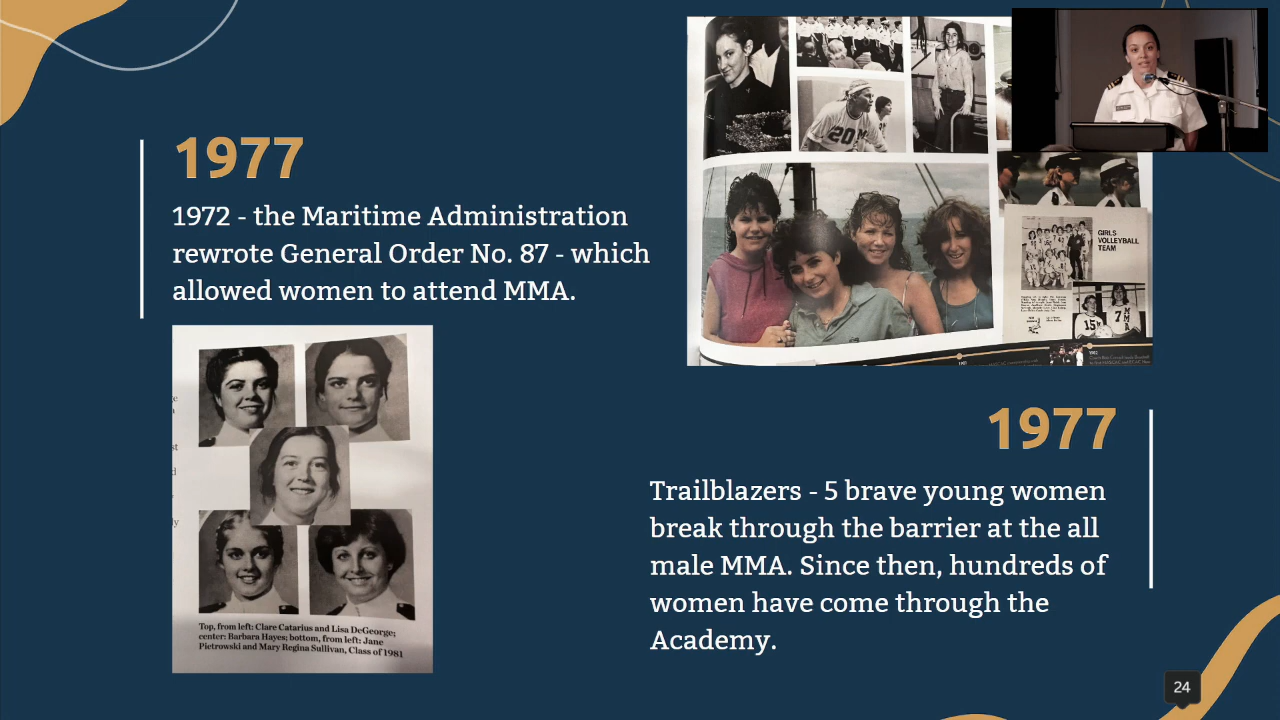 1977
1972 - the Maritime Administration
rewrote General Order No. 87 - which
allowed women to attend MMA.
20
GIRLS
VOLLEYBALL
TEAM
15
7
1977
Trailblazers - 5 brave young women
break through the barrier at the all
male MMA. Since then, hundreds of
women have come through the
Academy.
Top, from left: Clare Catarius and Lisa DeGeorge;
center: Barbara Hayes; bottom, from left: Jane
Pietrowski and Mary Regina Sullivan, Class of 1981
24